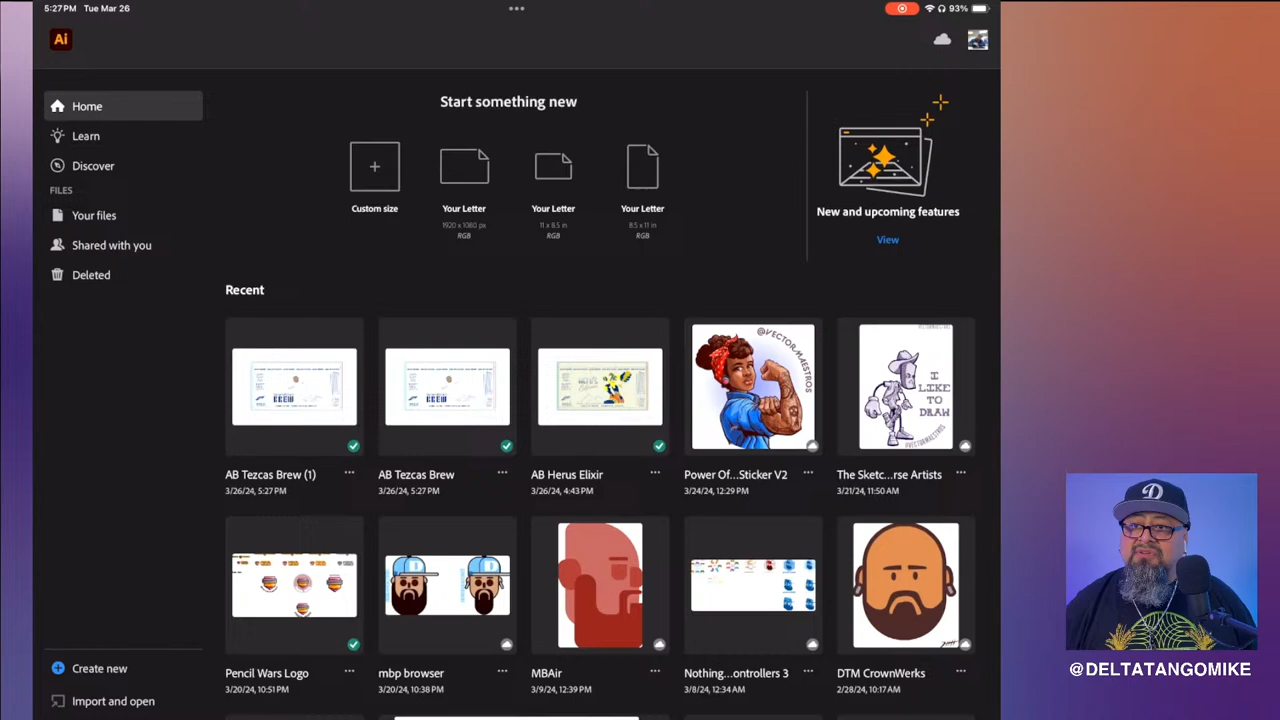 5:27 PM Tue Mar 26
93%
Ai
Home
Learn
Discover
FILES
Your files
Shared with you
Deleted
Start something new
Custom size
Your Letter
1920 x 1080 px
RGB
Your Letter
11 x 8.5 in
RGB
Your Letter
8.5 x 11 in
RGB
New and upcoming features
View
Recent
BREW
BREW
@VECTORMAESTROS
I
LIKE
TO
DRAW
@VECTORMAESTROS
AB Tezcas Brew (1)
3/26/24, 5:27 PM
AB Tezcas Brew
3/26/24, 5:27 PM
AB Herus Elixir
3/26/24, 4:43 PM
Power Of...Sticker V2
3/24/24, 12:29 PM
The Sketc...rse Artists
3/21/24, 11:50 AM
Pencil Wars Logo
3/20/24, 10:51 PM
mbp browser
3/20/24, 10:38 PM
MBAir
3/9/24, 12:39 PM
Nothing...ontrollers 3
3/8/24, 12:34 AM
DTM CrownWerks
2/28/24, 10:17 AM
Create new
Import and open
D
@DELTATANGOMIKE